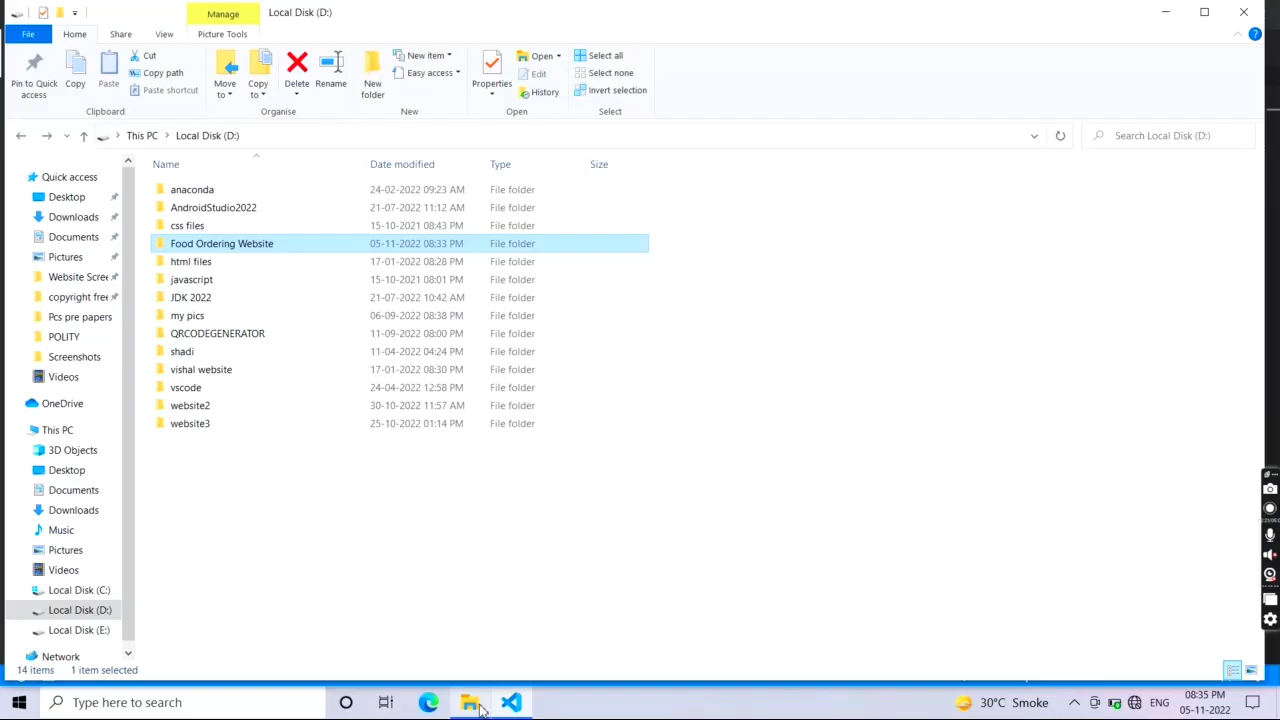 Manage
Local Disk (D:)
File
Home
Share
View
Picture Tools
Pin to Quick access
Copy
Paste
Cut
Copy path
Paste shortcut
Clipboard
Move to
Copy to
Delete
Rename
Organise
New folder
New item
Easy access
New
Properties
Open
Edit
History
Open
Select all
Select none
Invert selection
Select
This PC
Local Disk (D:)
Search Local Disk (D:)
Name
Date modified
Type
Size
anaconda 24-02-2022 09:23 AM File folder
AndroidStudio2022 21-07-2022 11:12 AM File folder
css files 15-10-2021 08:43 PM File folder
Food Ordering Website 05-11-2022 08:33 PM File folder
html files 17-01-2022 08:28 PM File folder
javascript 15-10-2021 08:01 PM File folder
JDK 2022 21-07-2022 10:42 AM File folder
my pics 06-09-2022 08:38 PM File folder
QRCODEGENERATOR 11-09-2022 08:00 PM File folder
shadi 11-04-2022 04:24 PM File folder
vishal website 17-01-2022 08:30 PM File folder
vscode 24-04-2022 12:58 PM File folder
website2 30-10-2022 11:57 AM File folder
website3 25-10-2022 01:14 PM File folder
Quick access
Desktop
Downloads
Documents
Pictures
Website Scree
copyright free
Pcs pre papers
POLITY
Screenshots
Videos
OneDrive
This PC
3D Objects
Desktop
Documents
Downloads
Music
Pictures
Videos
Local Disk (C:)
Local Disk (D:)
Local Disk (E:)
Network
14 items
1 item selected
Type here to search
30°C Smoke
ENG
08:35 PM
05-11-2022